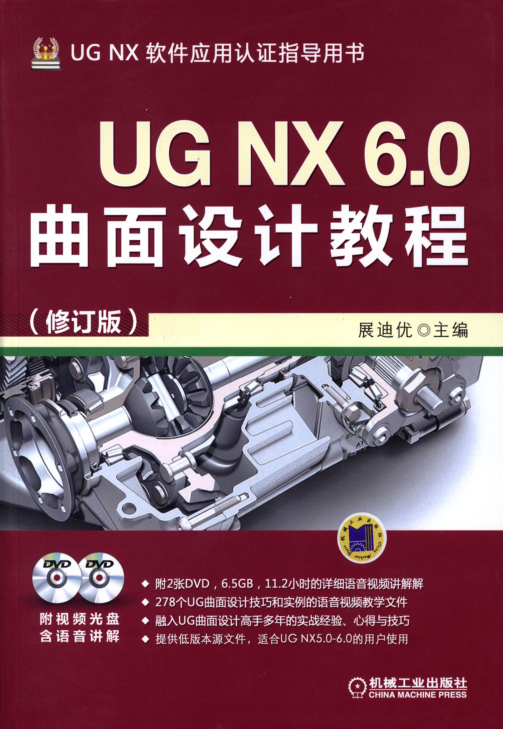 UG NX 软件应用认证指导用书
UG NX 6.0
曲面设计教程
（修订版）
展迪优◎主编
DVD DVD
附视频光盘
含语音讲解
◆ 附2张DVD，6.5GB，11.2小时的详细语音视频讲解解
◆ 278个UG曲面设计技巧和实例的语音视频教学文件
◆ 融入UG曲面设计高手多年的实战经验、心得与技巧
◆ 提供低版本源文件，适合UG NX5.0-6.0的用户使用
机械工业出版社
CHINA MACHINE PRESS